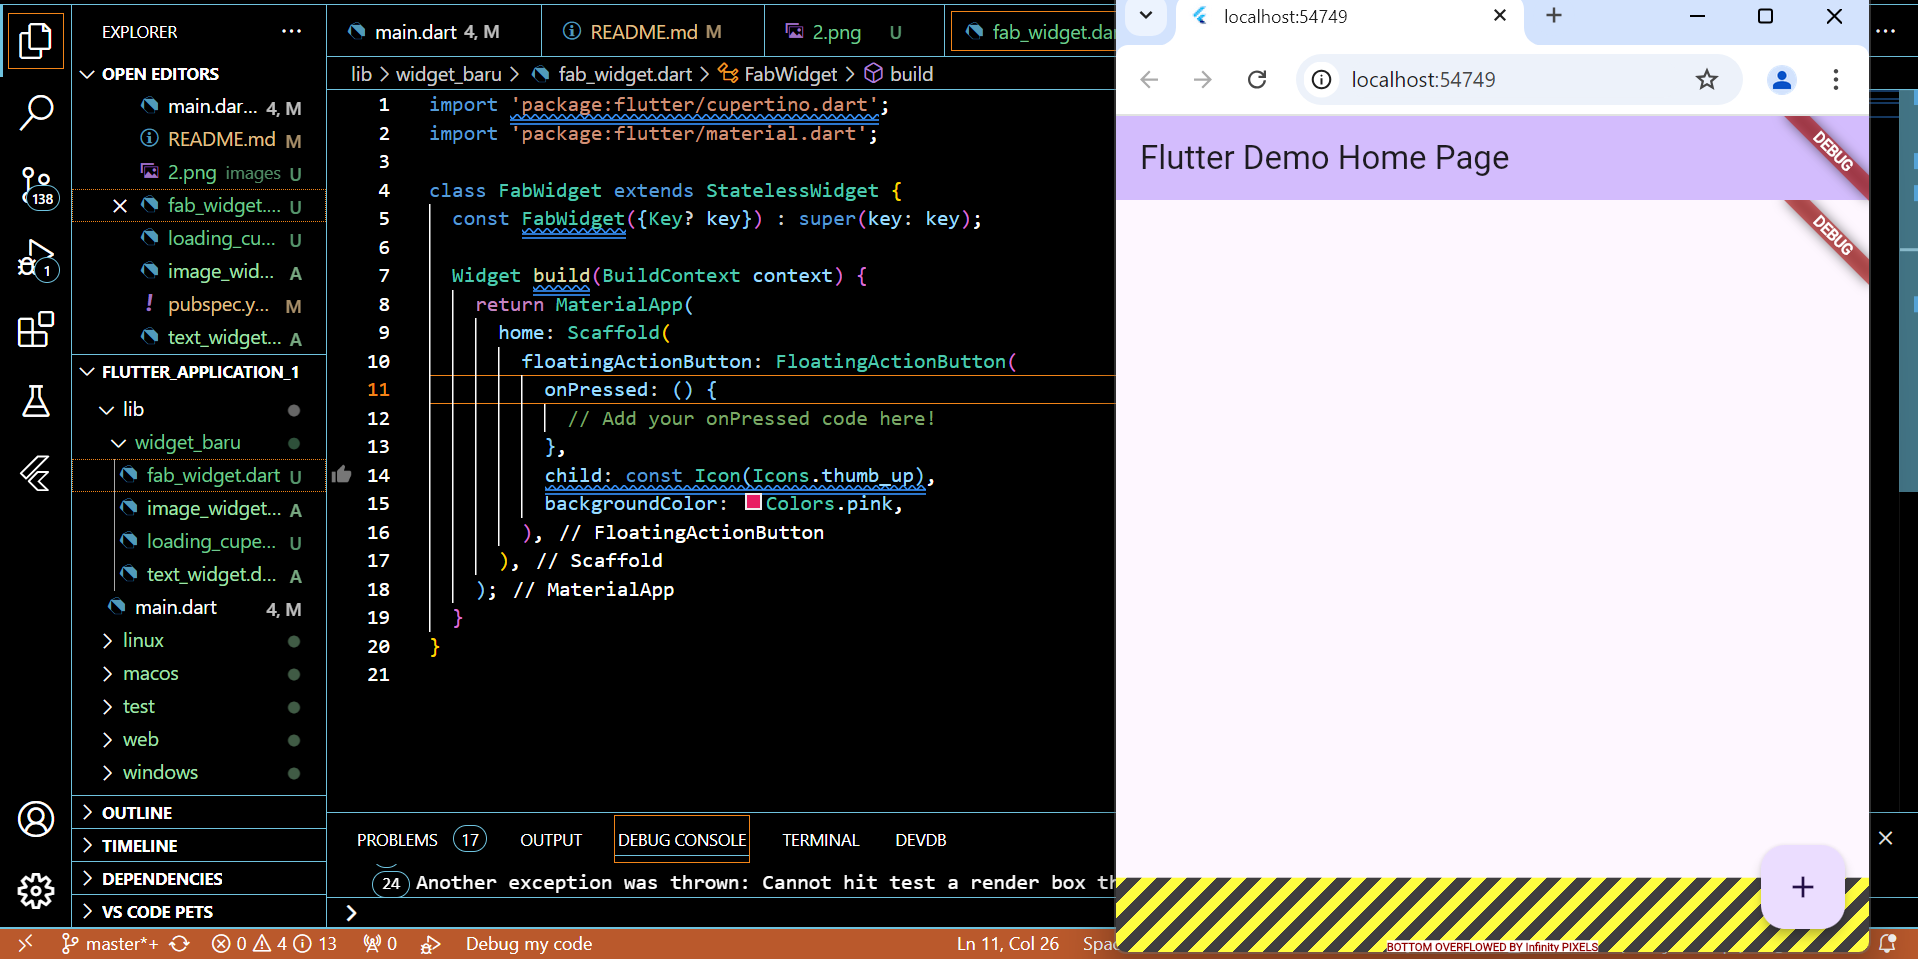 EXPLORER
OPEN EDITORS
main.dar... 4, M
README.md M
2.png images U
fab_widget.... U
loading_cu... U
image_wid... A
! pubspec.y... M
text_widget... A
FLUTTER_APPLICATION_1
lib
widget_baru
fab_widget.dart U
image_widget... A
loading_cupe... U
text_widget.d... A
main.dart 4, M
linux
macos
test
web
windows
OUTLINE
TIMELINE
DEPENDENCIES
VS CODE PETS
138
1
main.dart 4, M
README.md M
2.png U
fab_widget.da
lib > widget_baru > fab_widget.dart > FabWidget > build
1 import 'package:flutter/cupertino.dart';
2 import 'package:flutter/material.dart';
3
4 class FabWidget extends StatelessWidget {
5 const FabWidget({Key? key}) : super(key: key);
6
7 Widget build(BuildContext context) {
8 return MaterialApp(
9 home: Scaffold(
10 floatingActionButton: FloatingActionButton(
11 onPressed: () {
12 // Add your onPressed code here!
13 },
14 child: const Icon(Icons.thumb_up),
15 backgroundColor: Colors.pink,
16 ), // FloatingActionButton
17 ), // Scaffold
18 ); // MaterialApp
19 }
20 }
21
PROBLEMS 17 OUTPUT DEBUG CONSOLE TERMINAL DEVDB
24 Another exception was thrown: Cannot hit test a render box th
master*+ 0 4 13 0 Debug my code Ln 11, Col 26 Spac
localhost:54749
localhost:54749
Flutter Demo Home Page
DEBUG
DEBUG
+
BOTTOM OVERFLOWED BY Infinity PIXELS